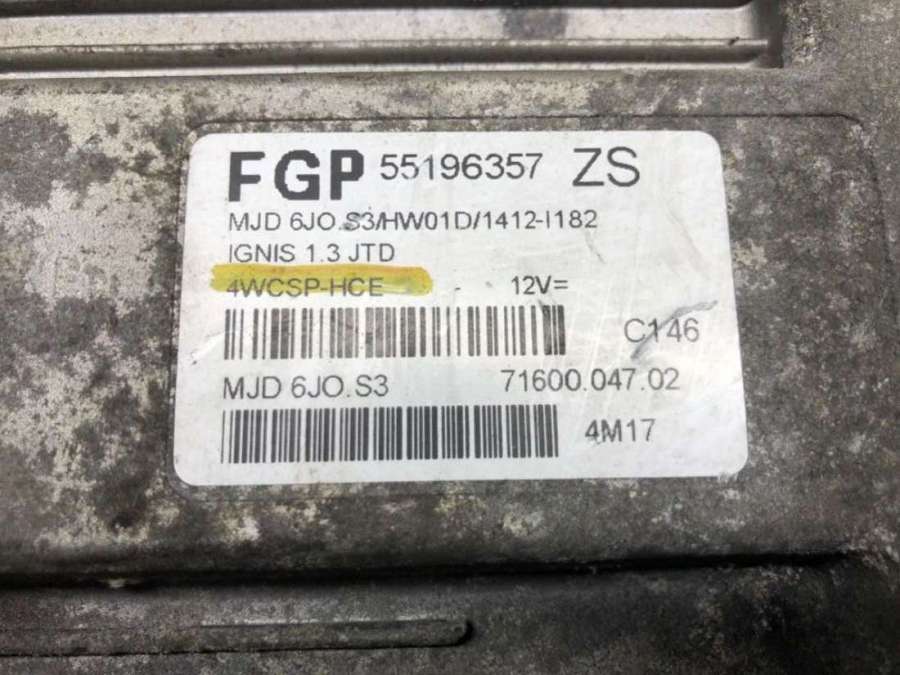 FGP 55196357 ZS
MJD 6JO.S3/HW01D/1412-I182
IGNIS 1.3 JTD
4WCSP-HCE - 12V=
C146
MJD 6JO.S3 71600.047.02
4M17